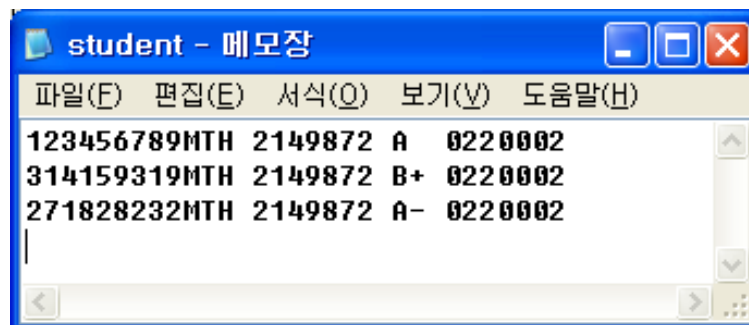 student - 메모장
파일(F) 편집(E) 서식(O) 보기(V) 도움말(H)
123456789MTH 2149872 A  0220002
314159319MTH 2149872 B+ 0220002
271828232MTH 2149872 A- 0220002